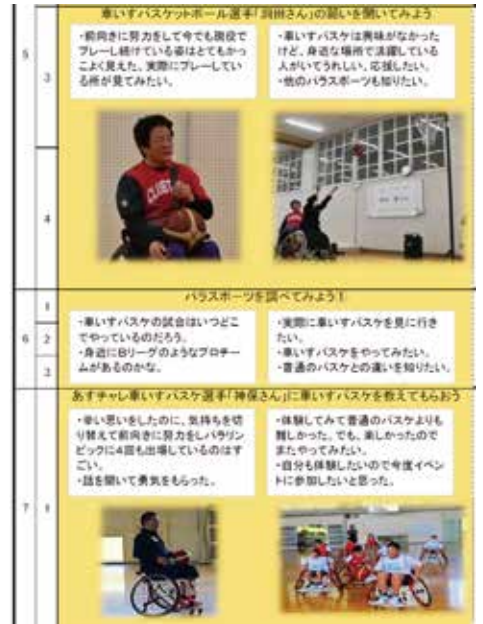 車いすバスケットボール選手「羽田さん」の願いを聞いてみよう
5
3
・前向きに努力をして今でも現役で
プレーし続けている姿はとてもかっ
こよく見えた。実際にプレーしてい
る所が見てみたい。
・車いすバスケは興味がなかった
けど、身近な場所で活躍している
人がいてうれしい。応援したい。
・他のパラスポーツも知りたい。
4
パラスポーツを調べてみよう！
6
1
2
3
・車いすバスケの試合はいつどこ
でやっているのだろう。
・身近にBリーグのようなプロチー
ムがあるのかな。
・実際に車いすバスケを見に行き
たい。
・車いすバスケをやってみたい。
・普通のバスケとの違いを知りたい。
あすチャレ車いすバスケ選手「神保さん」に車いすバスケを教えてもらおう
7
1
・辛い思いをしたのに、気持ちを切
り替えて前向きに努力をしパラリン
ピックに4回も出場しているのはす
ごい。
・話を聞いて勇気をもらった。
・体験してみて普通のバスケよりも
難しかった。でも、楽しかったので
またやってみたい。
・自分も体験したいので今度イベン
トに参加したいと思った。